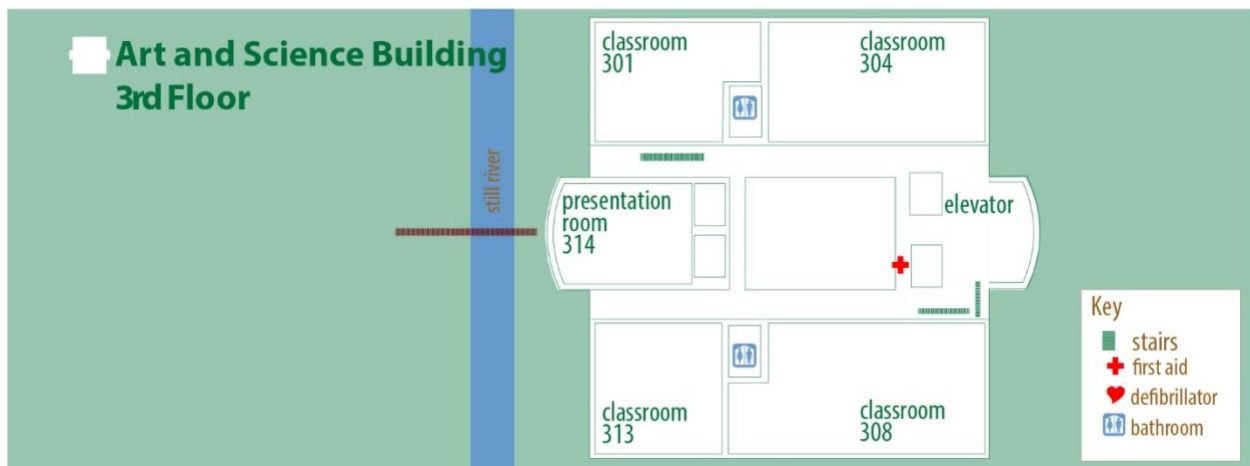 Art and Science Building
3rd Floor
still river
classroom
301
classroom
304
presentation
room
314
elevator
classroom
313
classroom
308
Key
stairs
first aid
defibrillator
bathroom